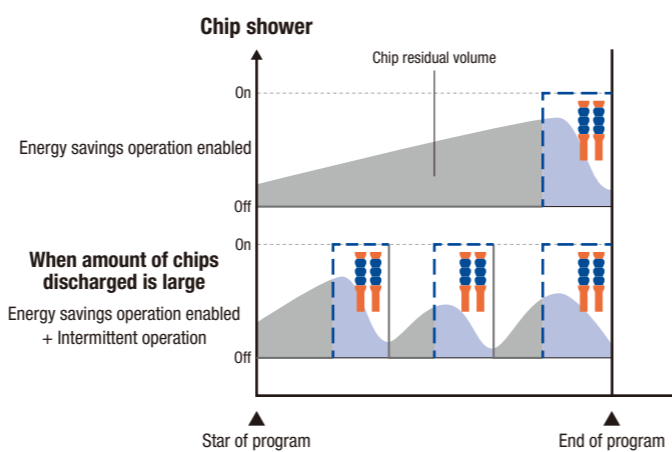 Chip shower
Chip residual volume
On
Energy savings operation enabled
Off
On
When amount of chips
discharged is large
Energy savings operation enabled
+ Intermittent operation
Off
Star of program
End of program